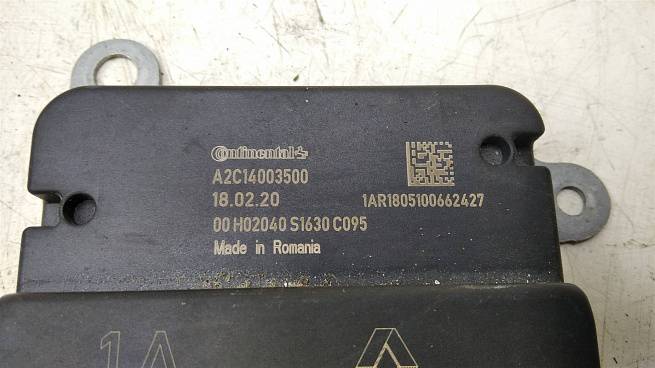 Continental
A2C14003500
18.02.20
1AR1805100662427
00 H02040 S1630 C095
Made in Romania
1A